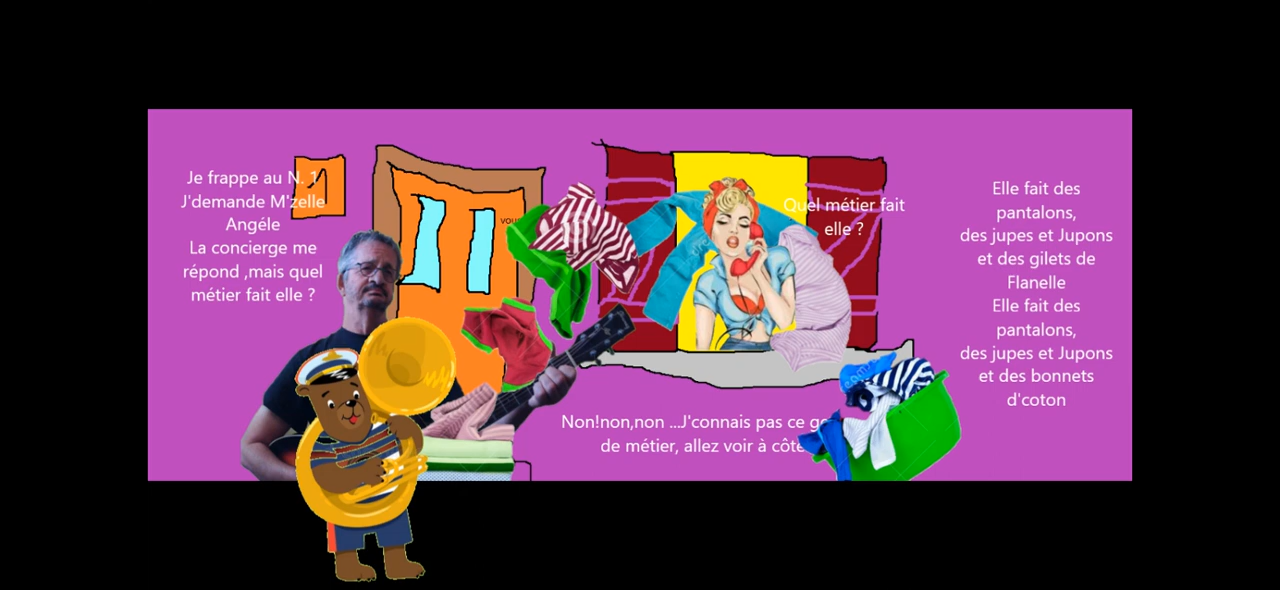 Je frappe au N. 1
J'demande M'zelle
Angéle
La concierge me
répond ,mais quel
métier fait elle ?
vous
Quel métier fait
elle ?
Non!non,non ...J'connais pas ce
de métier, allez voir à côté
Elle fait des
pantalons,
des jupes et Jupons
et des gilets de
Flanelle
Elle fait des
pantalons,
des jupes et Jupons
et des bonnets
d'coton